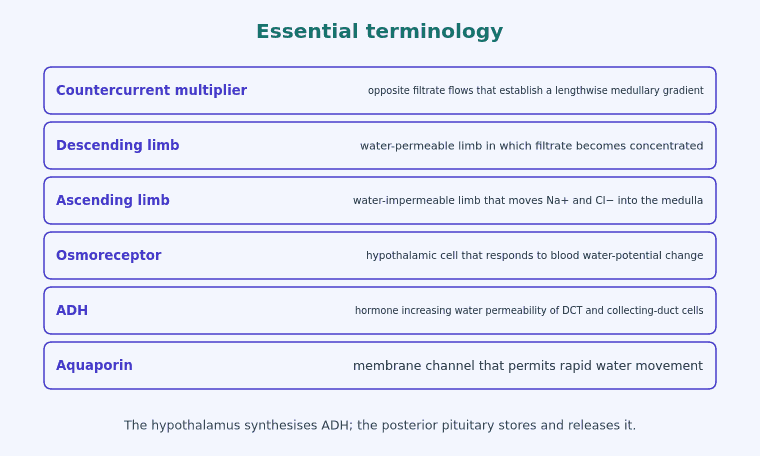 Essential terminology
Countercurrent multiplier opposite filtrate flows that establish a lengthwise medullary gradient
Descending limb water-permeable limb in which filtrate becomes concentrated
Ascending limb water-impermeable limb that moves Na+ and Cl− into the medulla
Osmoreceptor hypothalamic cell that responds to blood water-potential change
ADH hormone increasing water permeability of DCT and collecting-duct cells
Aquaporin membrane channel that permits rapid water movement
The hypothalamus synthesises ADH; the posterior pituitary stores and releases it.